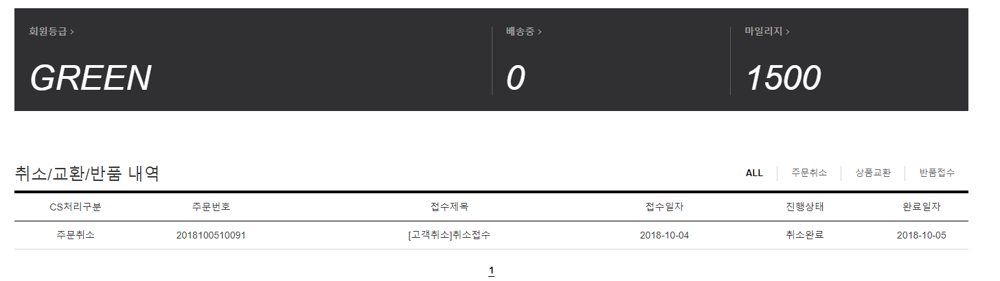 회원등급 > 배송중 > 마일리지 >
GREEN 0 1500
취소/교환/반품 내역 ALL 주문취소 상품교환 반품접수
CS처리구분 주문번호 접수제목 접수일자 진행상태 완료일자
주문취소 2018100510091 [고객취소]취소접수 2018-10-04 취소완료 2018-10-05
1